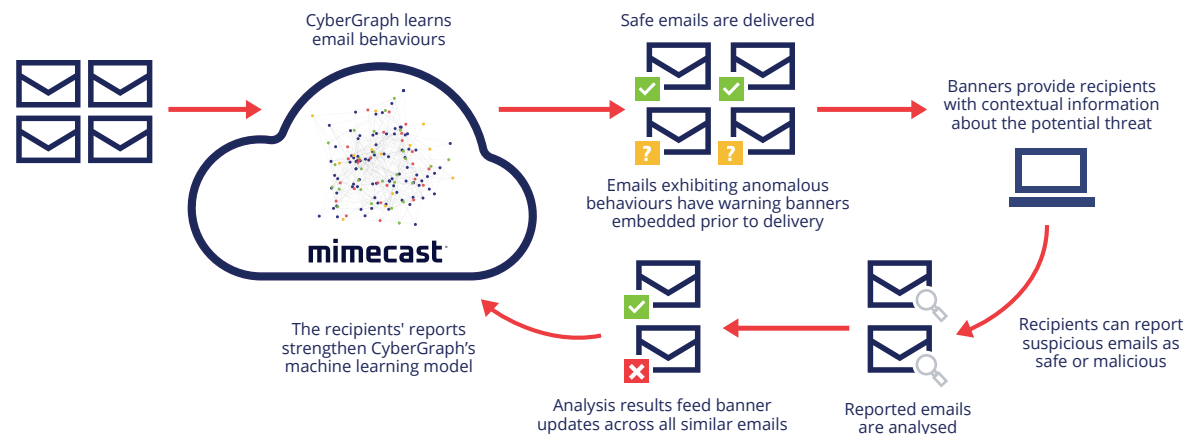 CyberGraph learns
email behaviours
mimecast
Safe emails are delivered
?
?
Emails exhibiting anomalous
behaviours have warning banners
embedded prior to delivery
Banners provide recipients
with contextual information
about the potential threat
Recipients can report
suspicious emails as
safe or malicious
Reported emails
are analysed
Analysis results feed banner
updates across all similar emails
The recipients' reports
strengthen CyberGraph's
machine learning model